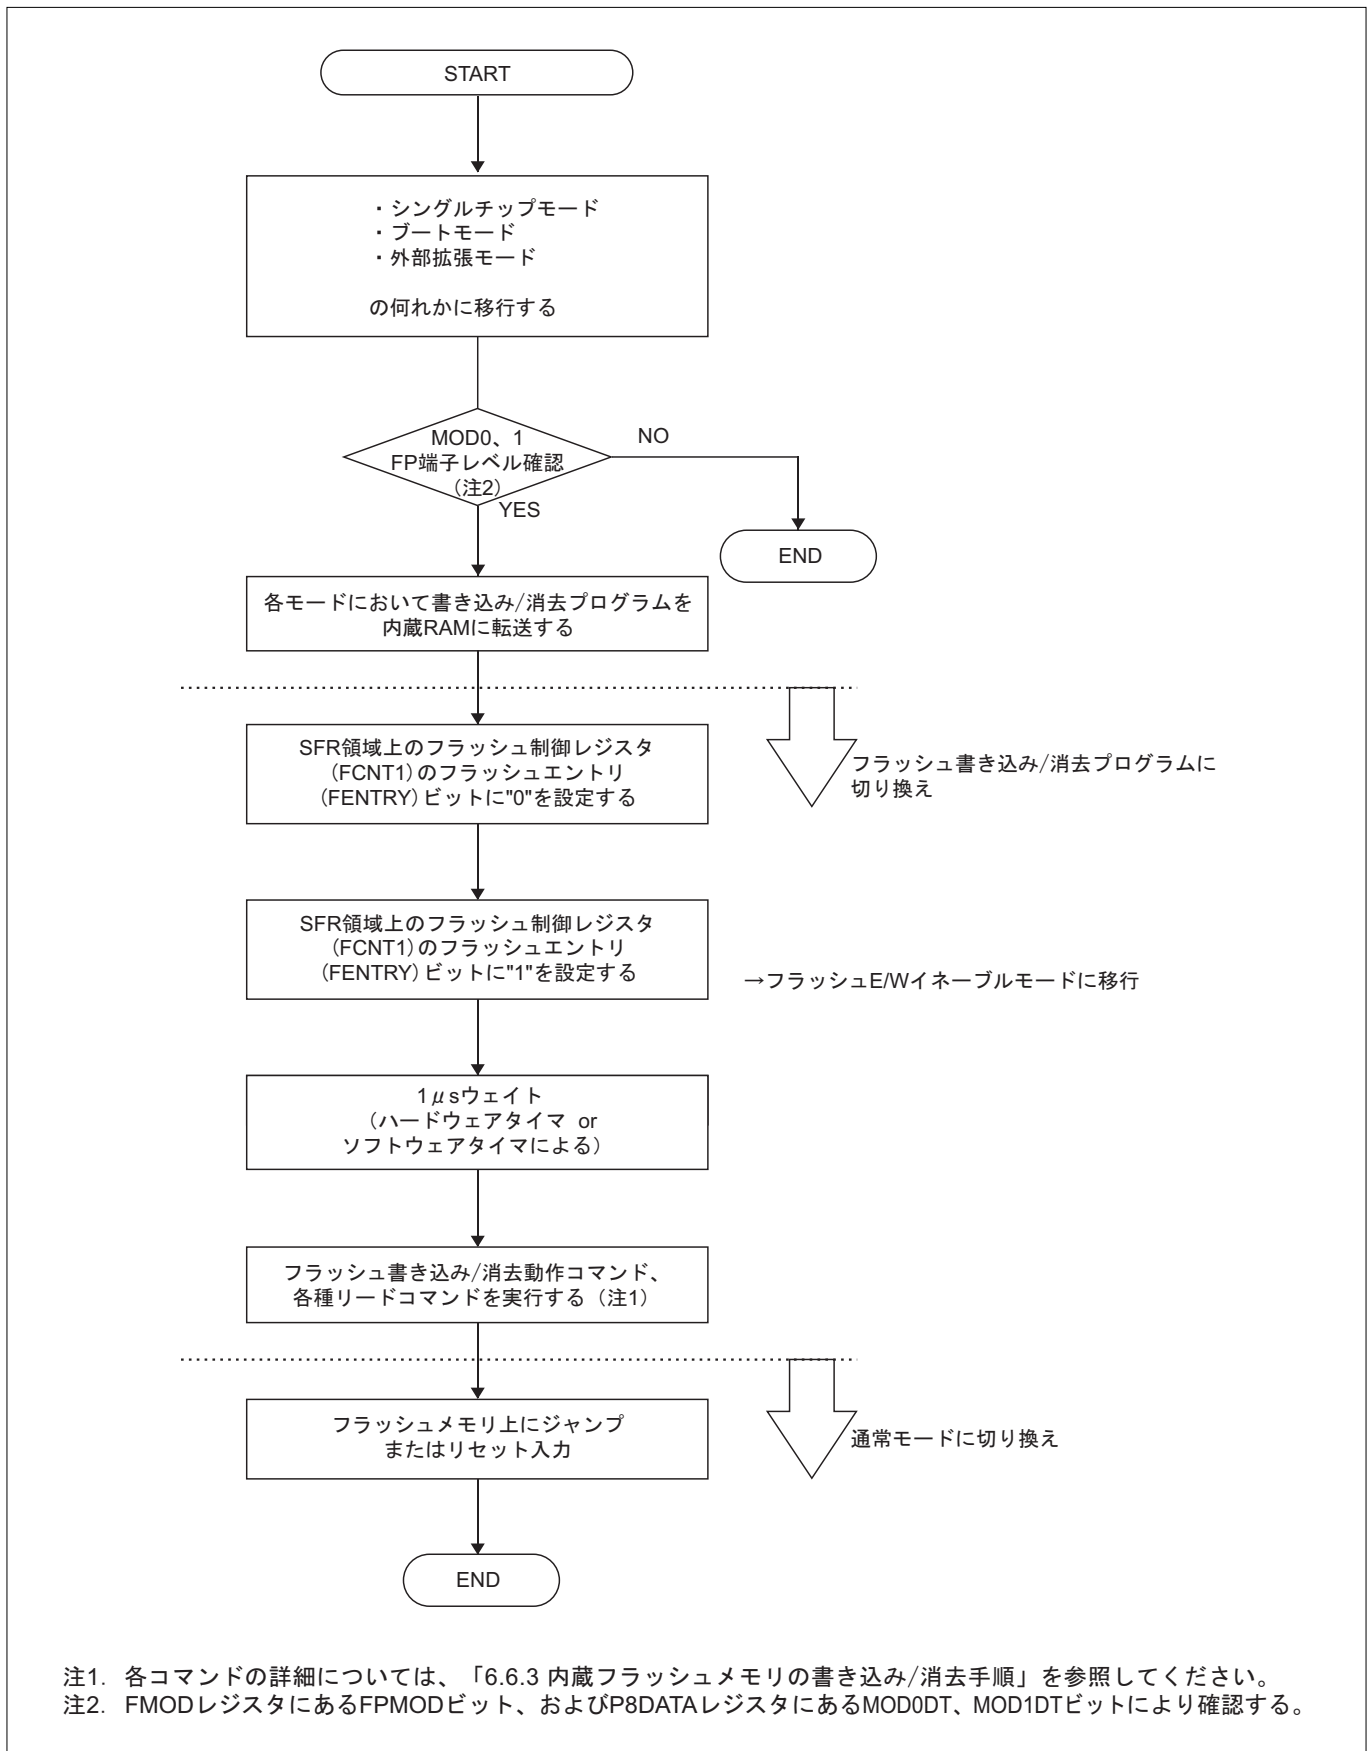 START
・シングルチップモード
・ブートモード
・外部拡張モード
の何れかに移行する
MOD0、1
FP端子レベル確認
（注2）
NO
YES
END
各モードにおいて書き込み/消去プログラムを
内蔵RAMに転送する
SFR領域上のフラッシュ制御レジスタ
(FCNT1)のフラッシュエントリ
(FENTRY)ビットに"0"を設定する
フラッシュ書き込み/消去プログラムに
切り換え
SFR領域上のフラッシュ制御レジスタ
(FCNT1)のフラッシュエントリ
(FENTRY)ビットに"1"を設定する
→フラッシュE/Wイネーブルモードに移行
1μsウェイト
（ハードウェアタイマ or
ソフトウェアタイマによる）
フラッシュ書き込み/消去動作コマンド、
各種リードコマンドを実行する（注1）
フラッシュメモリ上にジャンプ
またはリセット入力
通常モードに切り換え
END
注1. 各コマンドの詳細については、「6.6.3 内蔵フラッシュメモリの書き込み/消去手順」を参照してください。
注2. FMODレジスタにあるFPMODビット、およびP8DATAレジスタにあるMOD0DT、MOD1DTビットにより確認する。